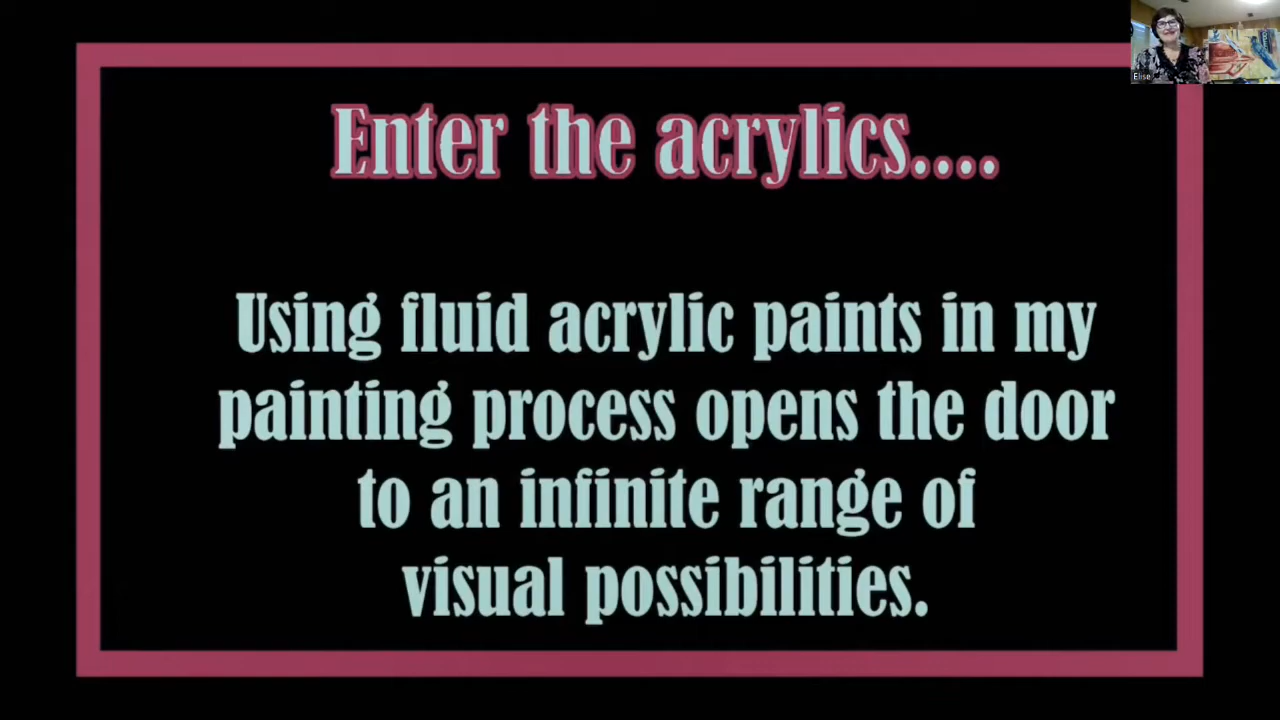 Enter the acrylics....
Using fluid acrylic paints in my
painting process opens the door
to an infinite range of
visual possibilities.
Elise